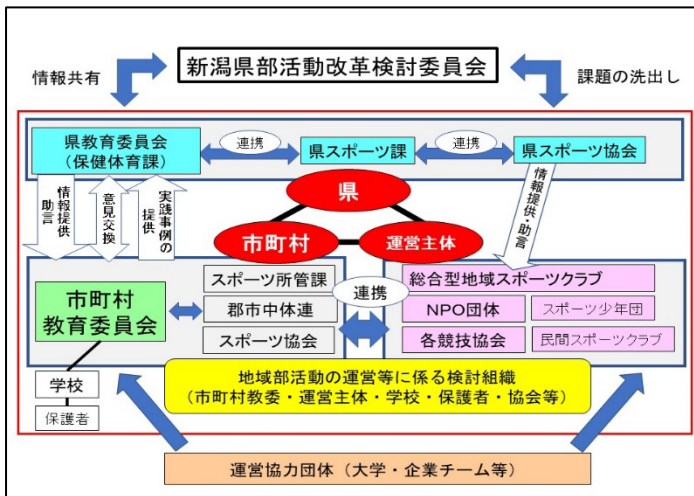 新潟県部活動改革検討委員会
情報共有
課題の洗出し
県教育委員会
(保健体育課)
連携
県スポーツ課
連携
県スポーツ協会
情報提供
助言
意見交換
実践事例の
提供
情報提供・助言
県
市町村
運営主体
市町村
教育委員会
スポーツ所管課
郡市中体連
スポーツ協会
連携
総合型地域スポーツクラブ
NPO団体
スポーツ少年団
各競技協会
民間スポーツクラブ
学校
保護者
地域部活動の運営等に係る検討組織
(市町村教委・運営主体・学校・保護者・協会等)
運営協力団体(大学・企業チーム等)